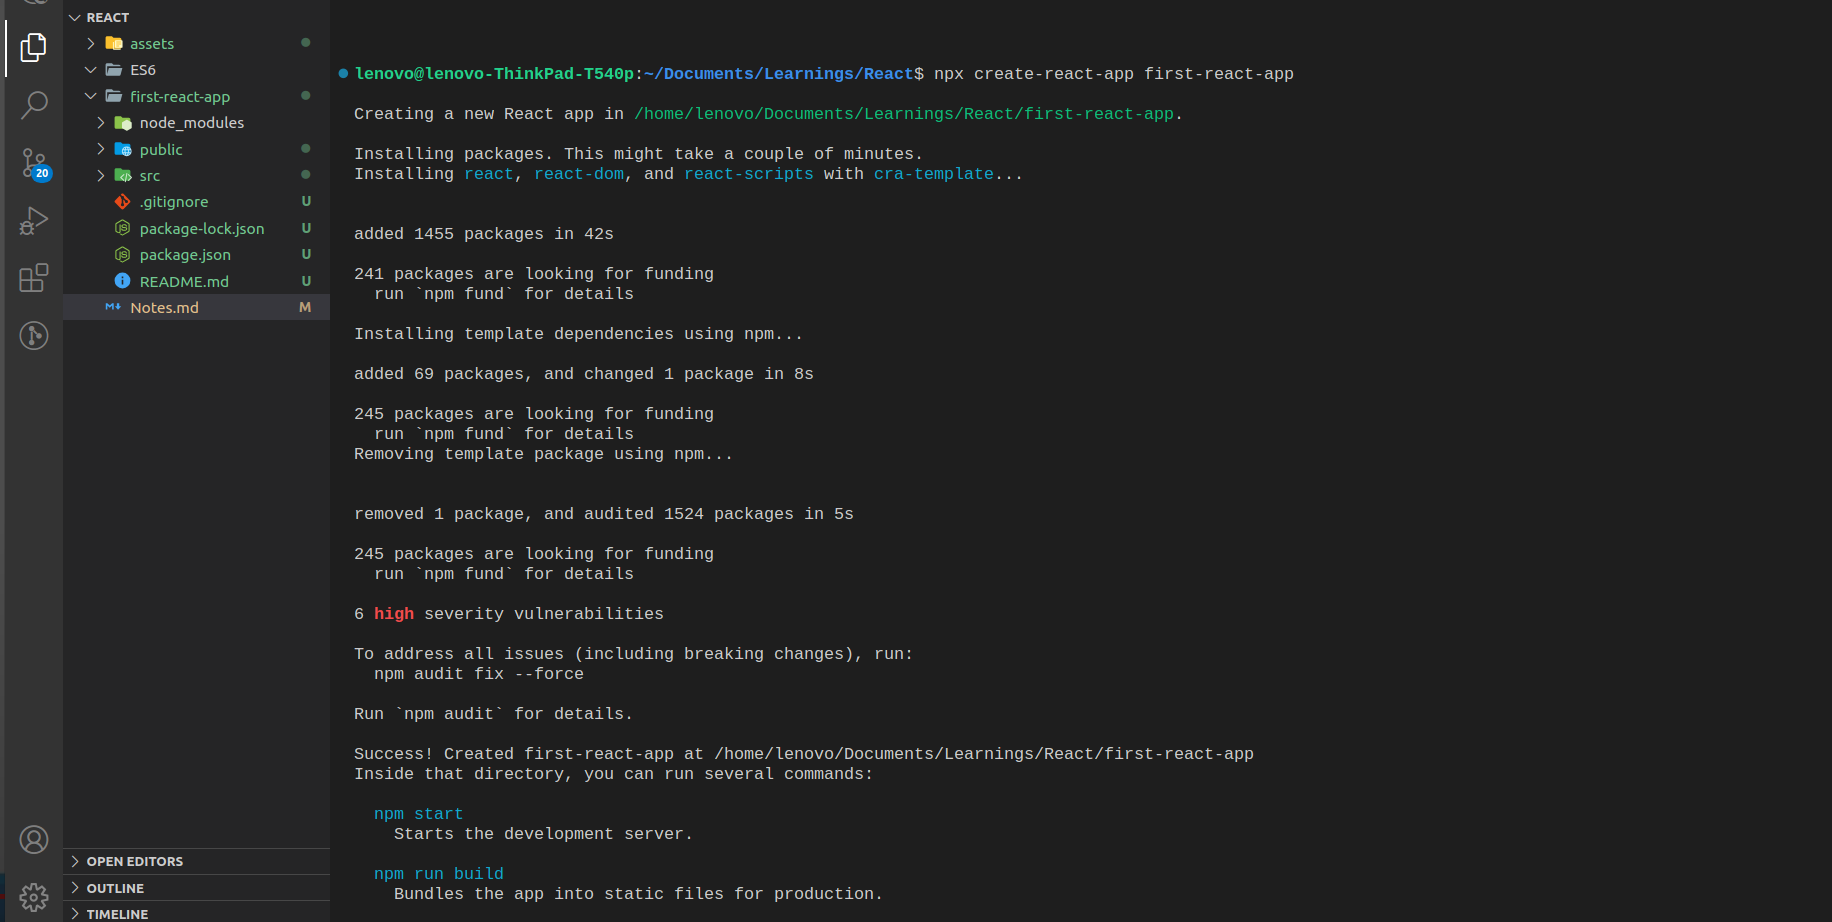 REACT
assets
ES6
first-react-app
node_modules
public
src
.gitignore U
package-lock.json U
package.json U
README.md U
Notes.md M
20
OPEN EDITORS
OUTLINE
TIMELINE
lenovo@lenovo-ThinkPad-T540p:~/Documents/Learnings/React$ npx create-react-app first-react-app
Creating a new React app in /home/lenovo/Documents/Learnings/React/first-react-app.
Installing packages. This might take a couple of minutes.
Installing react, react-dom, and react-scripts with cra-template...
added 1455 packages in 42s
241 packages are looking for funding
run `npm fund` for details
Installing template dependencies using npm...
added 69 packages, and changed 1 package in 8s
245 packages are looking for funding
run `npm fund` for details
Removing template package using npm...
removed 1 package, and audited 1524 packages in 5s
245 packages are looking for funding
run `npm fund` for details
6 high severity vulnerabilities
To address all issues (including breaking changes), run:
npm audit fix --force
Run `npm audit` for details.
Success! Created first-react-app at /home/lenovo/Documents/Learnings/React/first-react-app
Inside that directory, you can run several commands:
npm start
Starts the development server.
npm run build
Bundles the app into static files for production.